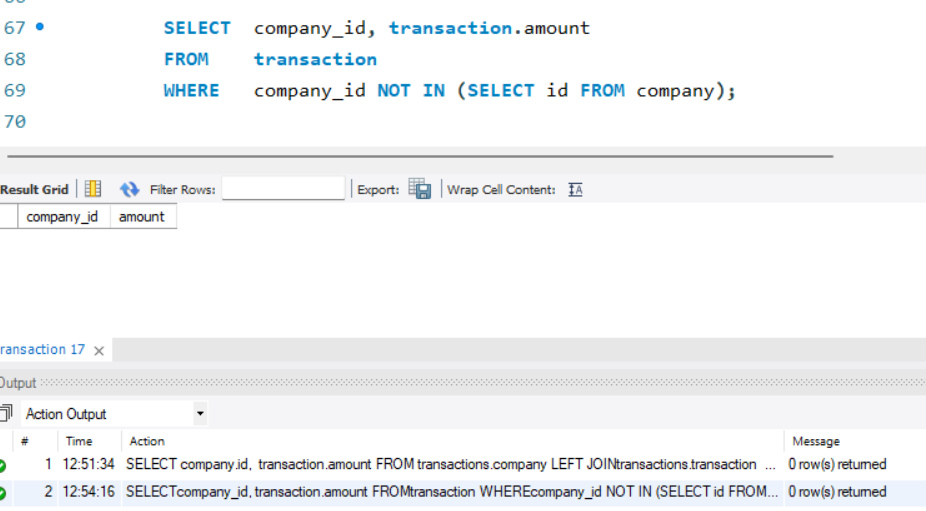 67 SELECT company_id, transaction.amount
68 FROM transaction
69 WHERE company_id NOT IN (SELECT id FROM company);
70
Result Grid Filter Rows: Export: Wrap Cell Content: IA
company_id amount
ransaction 17 ×
Output
Action Output
# Time Action Message
1 12:51:34 SELECT company.id, transaction.amount FROM transactions.company LEFT JOINtransactions.transaction ... 0 row(s) returned
2 12:54:16 SELECTcompany_id, transaction.amount FROMtransaction WHEREcompany_id NOT IN (SELECT id FROM... 0 row(s) returned